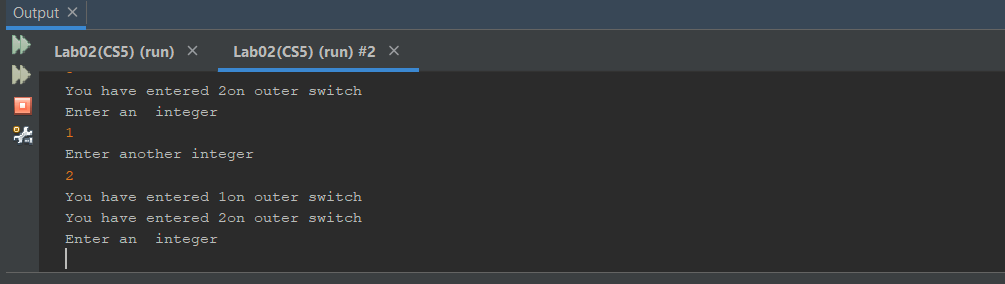 Output
Lab02(CS5) (run) Lab02(CS5) (run) #2
You have entered 2on outer switch
Enter an  integer
1
Enter another integer
2
You have entered 1on outer switch
You have entered 2on outer switch
Enter an  integer